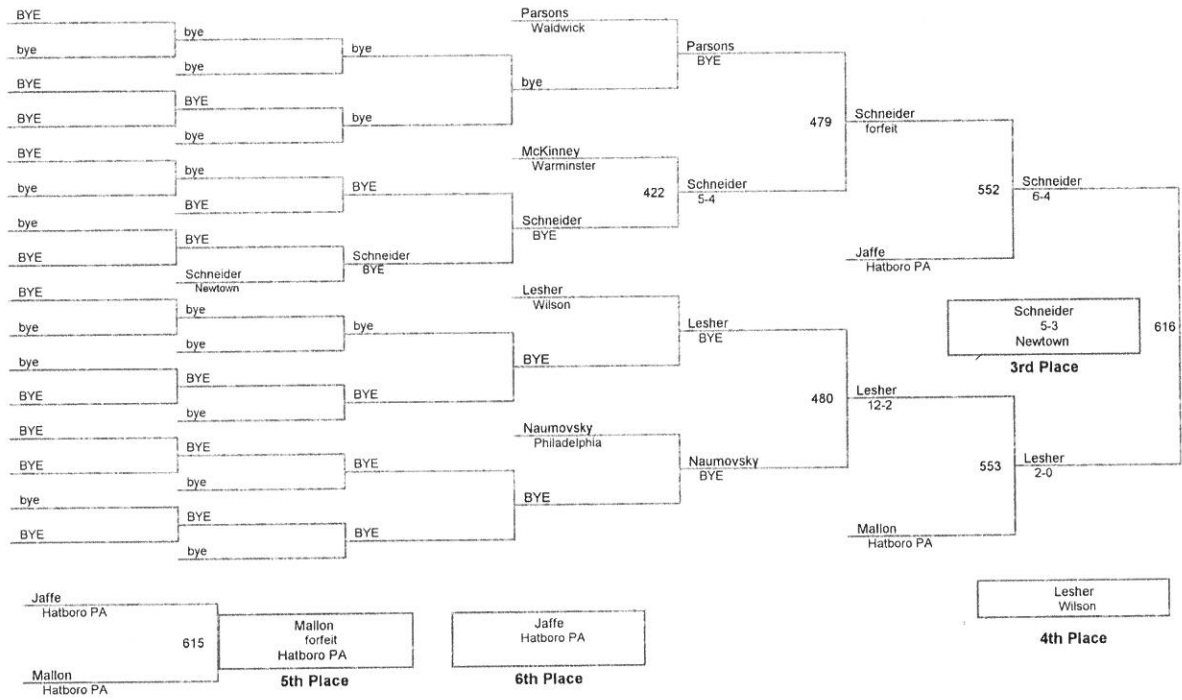 BYE
bye
BYE
BYE
BYE
bye
bye
BYE
BYE
bye
bye
BYE
BYE
BYE
bye
BYE
bye
bye
BYE
bye
bye
BYE
BYE
Schneider
Newtown
bye
bye
BYE
bye
BYE
bye
BYE
bye
bye
bye
BYE
Schneider
BYE
bye
BYE
BYE
BYE
Parsons
Waldwick
bye
McKinney
Warminster
Schneider
BYE
Lesher
Wilson
BYE
Naumovsky
Philadelphia
BYE
Parsons
BYE
422
Schneider
5-4
Lesher
BYE
Naumovsky
BYE
479
Schneider
forfeit
Jaffe
Hatboro PA
480
Lesher
12-2
Mallon
Hatboro PA
552
Schneider
6-4
553
Lesher
2-0
616
Schneider
5-3
Newtown
3rd Place
Lesher
Wilson
4th Place
Jaffe
Hatboro PA
615
Mallon
Hatboro PA
Mallon
forfeit
Hatboro PA
5th Place
Jaffe
Hatboro PA
6th Place